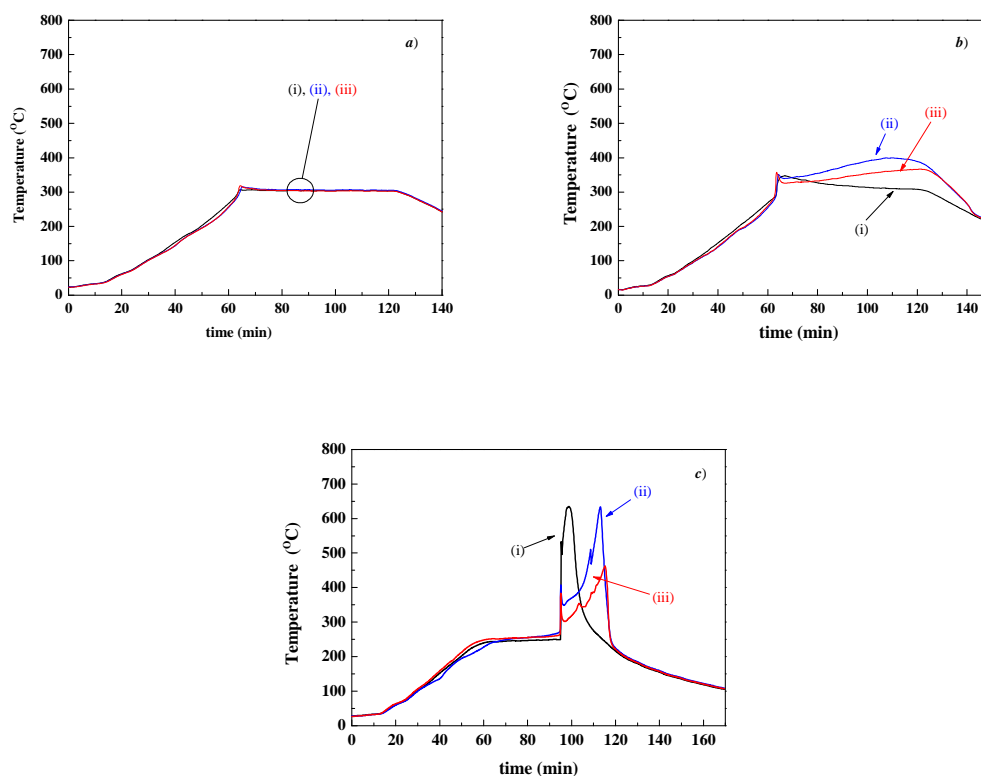 a)
800
700
600
500
400
300
200
100
0
Temperature (°C)
(i), (ii), (iii)
0 20 40 60 80 100 120 140
time (min)
b)
800
700
600
500
400
300
200
100
0
Temperature (°C)
(ii)
(iii)
(i)
0 20 40 60 80 100 120 140
time (min)
c)
800
700
600
500
400
300
200
100
0
Temperature (°C)
(i)
(ii)
(iii)
0 20 40 60 80 100 120 140 160
time (min)